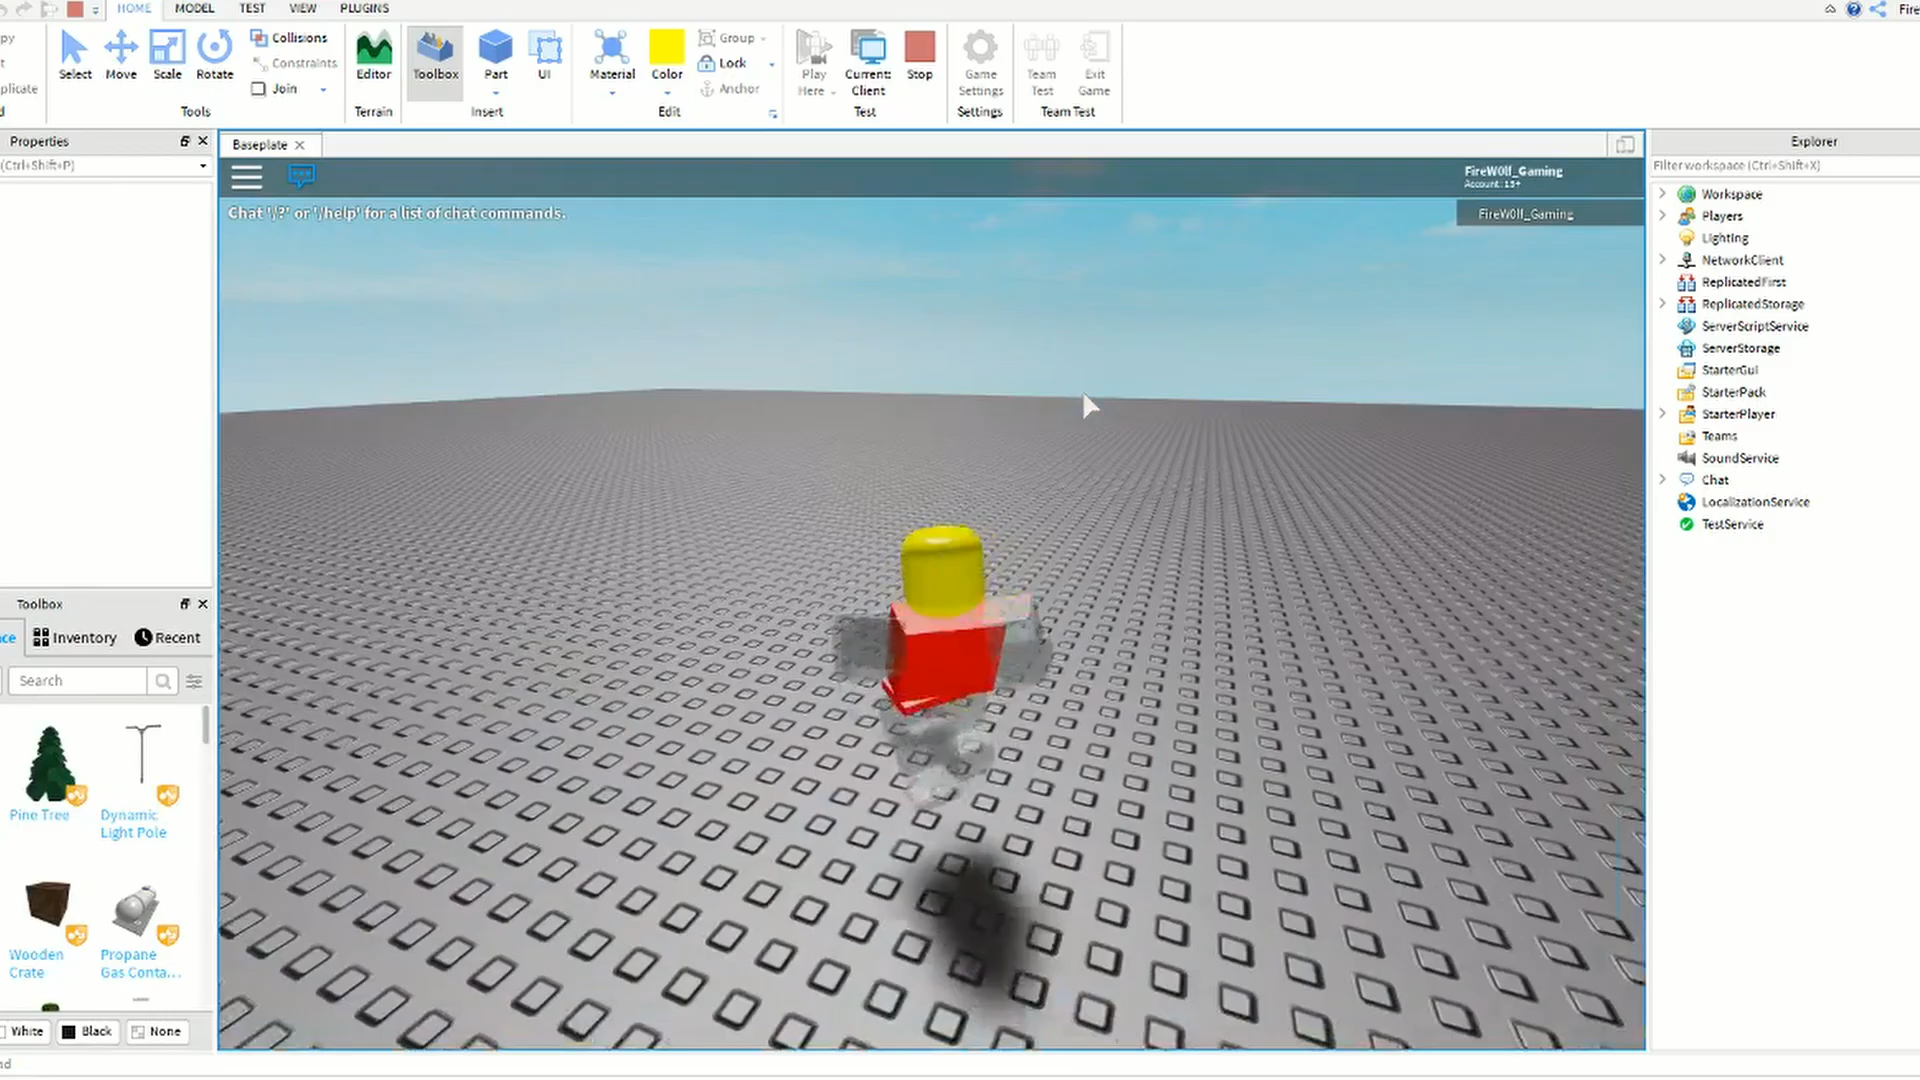 HOME MODEL TEST VIEW PLUGINS
Select Move Scale Rotate
Collisions
Constraints
Join
Tools
Editor
Terrain
Toolbox Part UI
Insert
Material Color
Group
Lock
Anchor
Edit
Play
Here
Current:
Client
Stop
Test
Game
Settings
Settings
Team
Test
Exit
Game
Team Test
Properties
(Ctrl+Shift+P)
Baseplate
FireW0lf_Gaming
Account: 13+
FireW0lf_Gaming
Chat '/?' or '/help' for a list of chat commands.
Explorer
Filter workspace (Ctrl+Shift+X)
Workspace
Players
Lighting
NetworkClient
ReplicatedFirst
ReplicatedStorage
ServerScriptService
ServerStorage
StarterGui
StarterPack
StarterPlayer
Teams
SoundService
Chat
LocalizationService
TestService
Toolbox
Inventory Recent
Search
Pine Tree
Dynamic
Light Pole
Wooden
Crate
Propane
Gas Conta...
White Black None